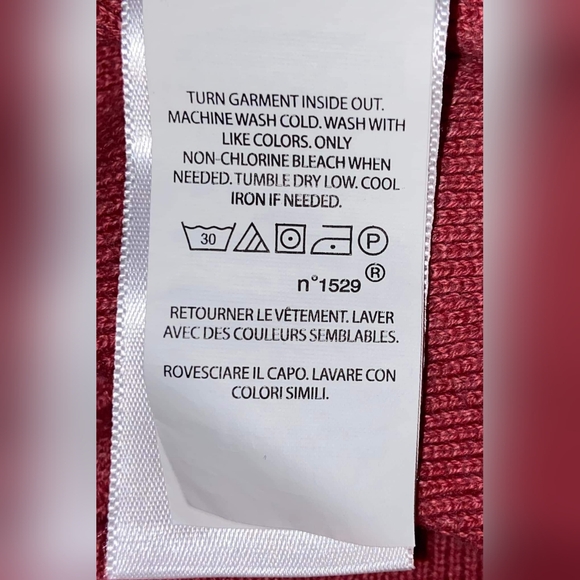 TURN GARMENT INSIDE OUT.
MACHINE WASH COLD. WASH WITH
LIKE COLORS. ONLY
NON-CHLORINE BLEACH WHEN
NEEDED. TUMBLE DRY LOW. COOL
IRON IF NEEDED.
30 P
n°1529 ®
RETOURNER LE VÊTEMENT. LAVER
AVEC DES COULEURS SEMBLABLES.
ROVESCIARE IL CAPO. LAVARE CON
COLORI SIMILI.